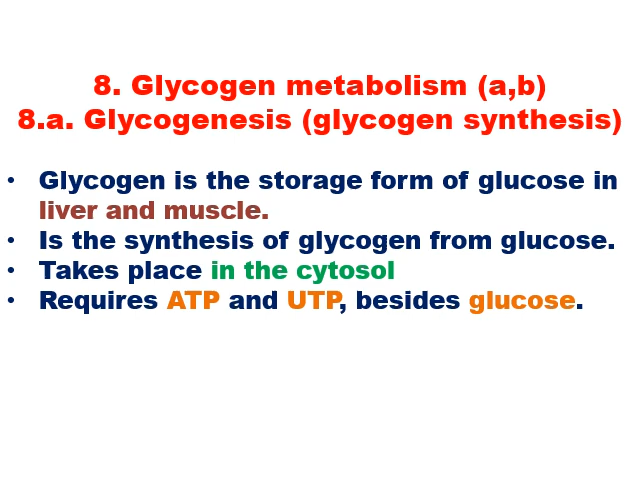 8. Glycogen metabolism (a,b)
8.a. Glycogenesis (glycogen synthesis)
• Glycogen is the storage form of glucose in
liver and muscle.
• Is the synthesis of glycogen from glucose.
• Takes place in the cytosol
• Requires ATP and UTP, besides glucose.